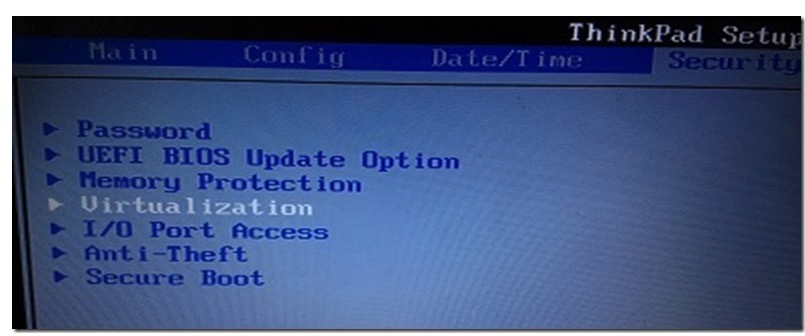 ThinkPad Setup
Main Config Date/Time Security
Password
UEFI BIOS Update Option
Memory Protection
Virtualization
I/O Port Access
Anti-Theft
Secure Boot